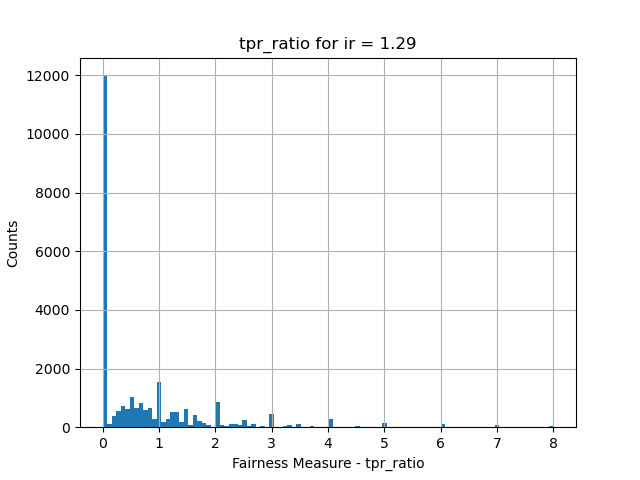 tpr_ratio for ir = 1.29
Counts
12000
10000
8000
6000
4000
2000
0
0 1 2 3 4 5 6 7 8
Fairness Measure - tpr_ratio